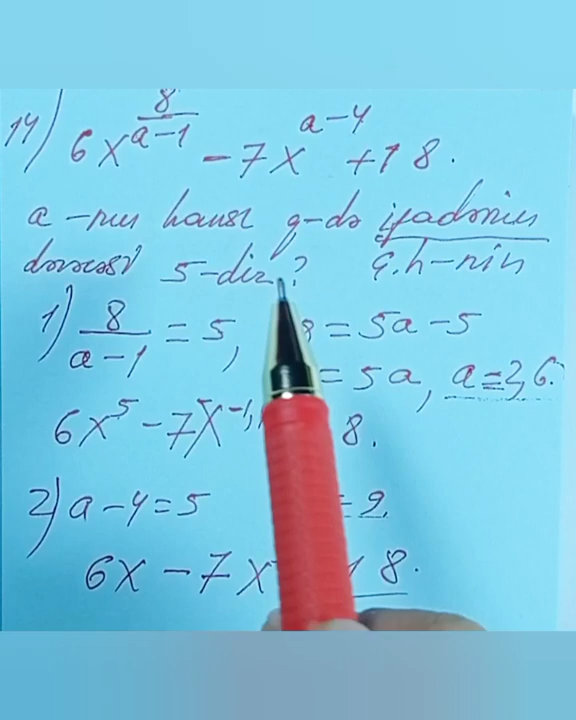 14) 6x^(8/(a-1)) - 7x^(a-4) + 18.
a-nın hansı q-də ifadənin
dərəcəsi 5-dir? ç.h-nin
1) 8/(a-1) = 5, 8 = 5a - 5
= 5a, a = 2,6.
6x^5 - 7x^(-1, 8.
2) a - 4 = 5 = 9
6x - 7x 18.